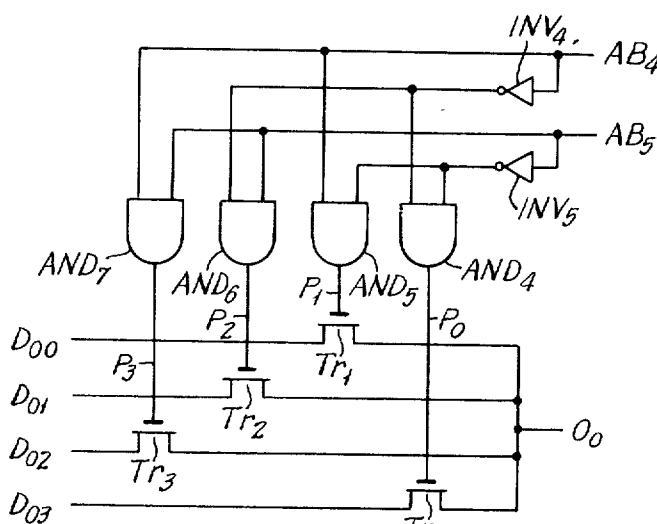 INV4.
AB4
AB5
INV5
AND7
AND6
AND5
AND4
P1
P2
P0
P3
D00
Tr1
D01
Tr2
O0
D02
Tr3
D03